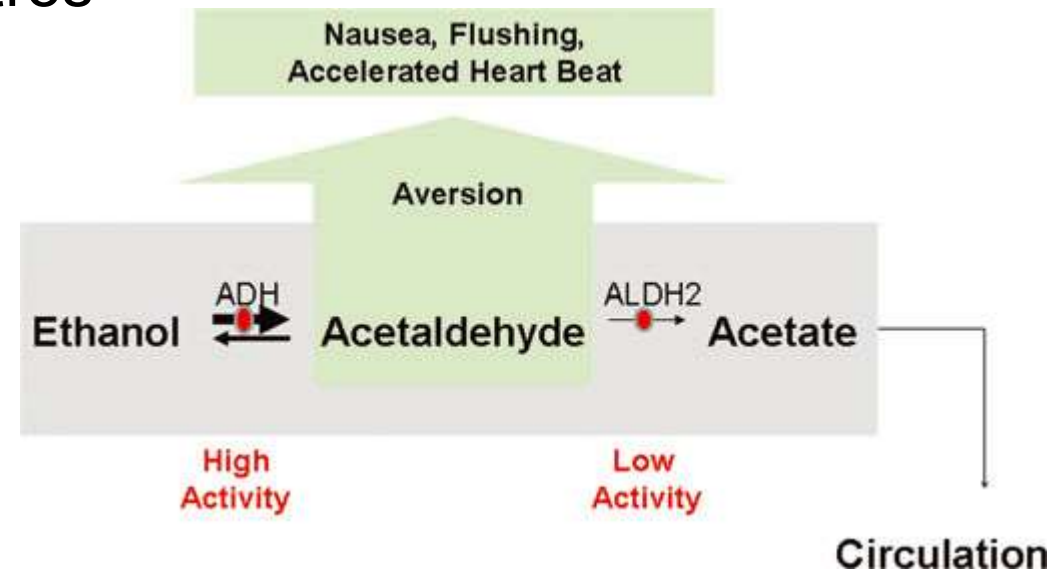 Nausea, Flushing,
Accelerated Heart Beat
Aversion
ADH
ALDH2
Ethanol
Acetaldehyde
Acetate
High
Activity
Low
Activity
Circulation